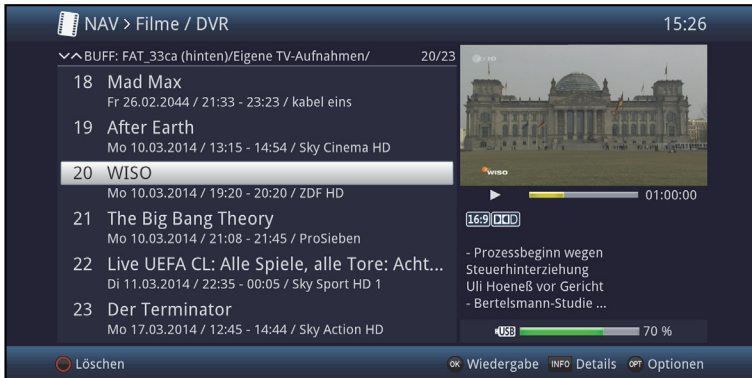 NAV > Filme / DVR
15:26
BUFF: FAT_33ca (hinten)/Eigene TV-Aufnahmen/ 20/23
18 Mad Max
Fr 26.02.2044 / 21:33 - 23:23 / kabel eins
19 After Earth
Mo 10.03.2014 / 13:15 - 14:54 / Sky Cinema HD
20 WISO
Mo 10.03.2014 / 19:20 - 20:20 / ZDF HD
21 The Big Bang Theory
Mo 10.03.2014 / 21:08 - 21:45 / ProSieben
22 Live UEFA CL: Alle Spiele, alle Tore: Acht...
Di 11.03.2014 / 22:35 - 00:05 / Sky Sport HD 1
23 Der Terminator
Mo 17.03.2014 / 12:45 - 14:44 / Sky Action HD
WISO
01:00:00
16:9
- Prozessbeginn wegen
Steuerhinterziehung
Uli Hoeneß vor Gericht
- Bertelsmann-Studie ...
USB 70 %
Löschen
OK Wiedergabe INFO Details OPT Optionen